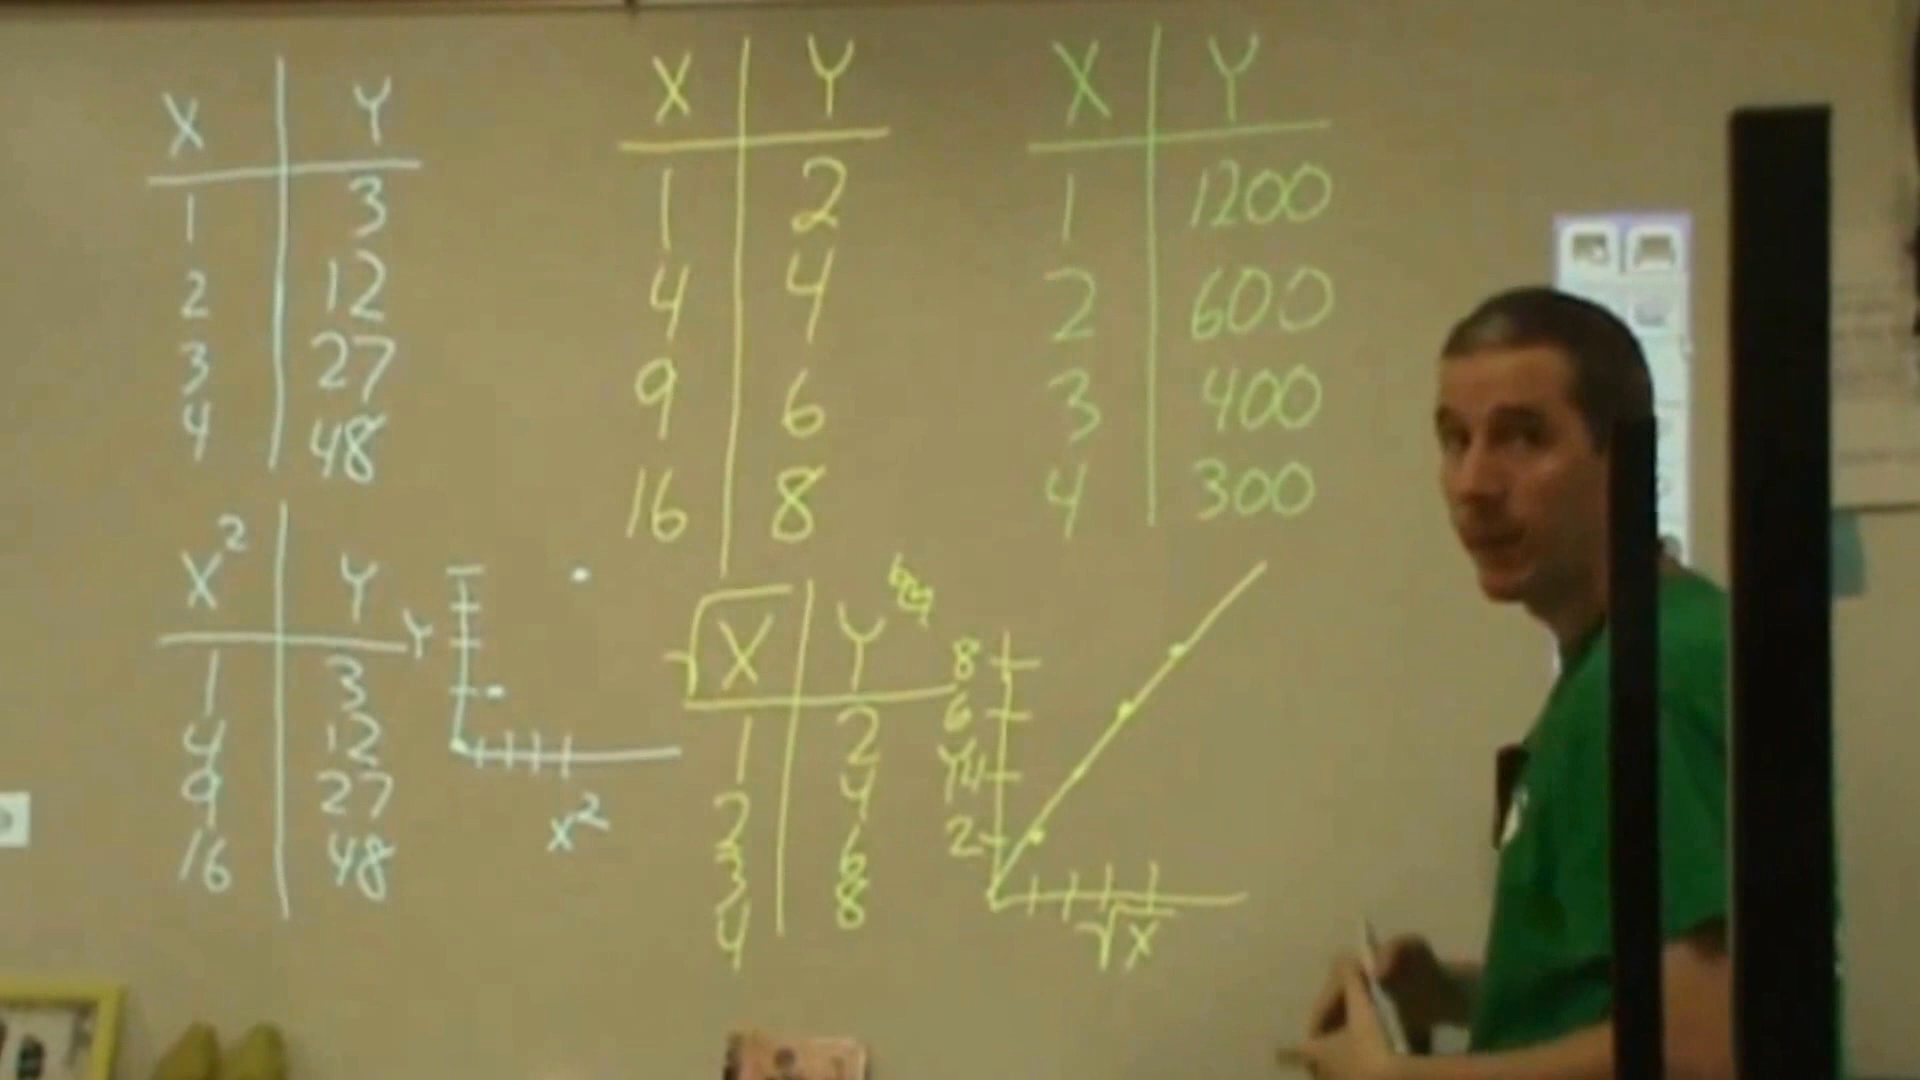 X Y
1 3
2 12
3 27
4 48
X² Y
1 3
4 12
9 27
16 48
Y
x²
X Y
1 2
4 4
9 6
16 8
√X Y
1 2
2 4
3 6
4 8
8
6
Y 4
2
√x
X Y
1 1200
2 600
3 400
4 300